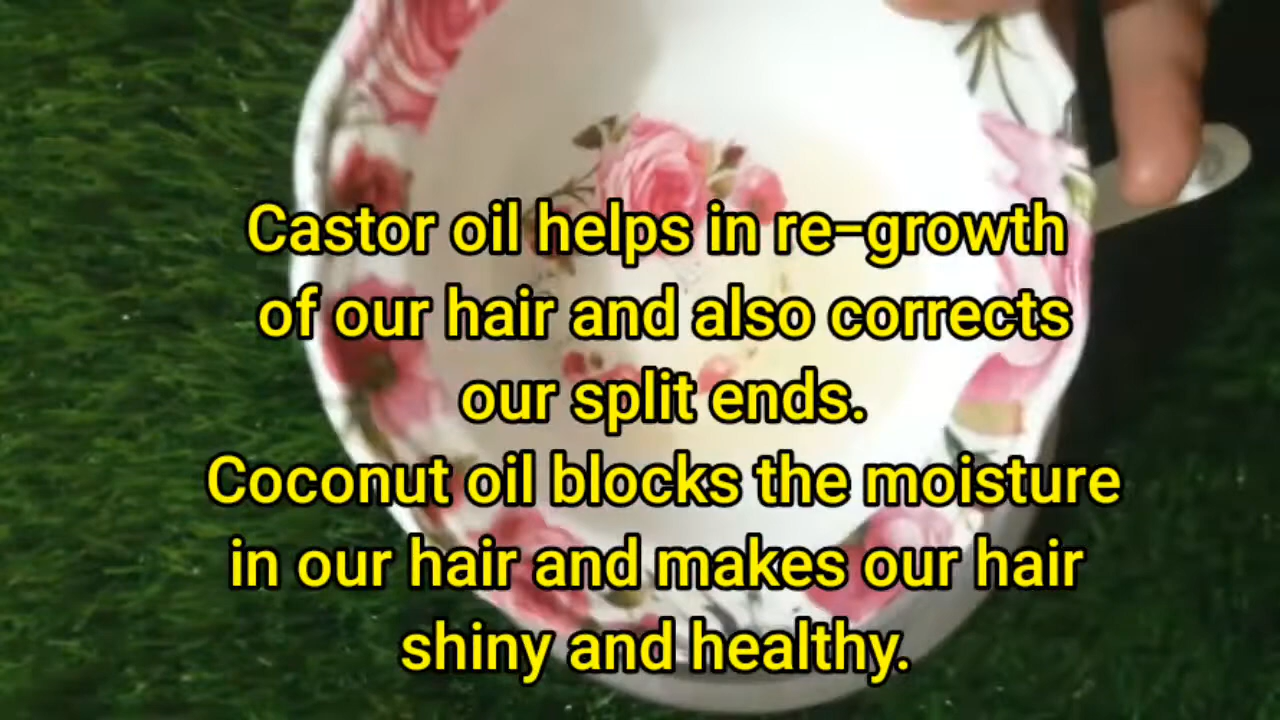 Castor oil helps in re-growth
of our hair and also corrects
our split ends.
Coconut oil blocks the moisture
in our hair and makes our hair
shiny and healthy.